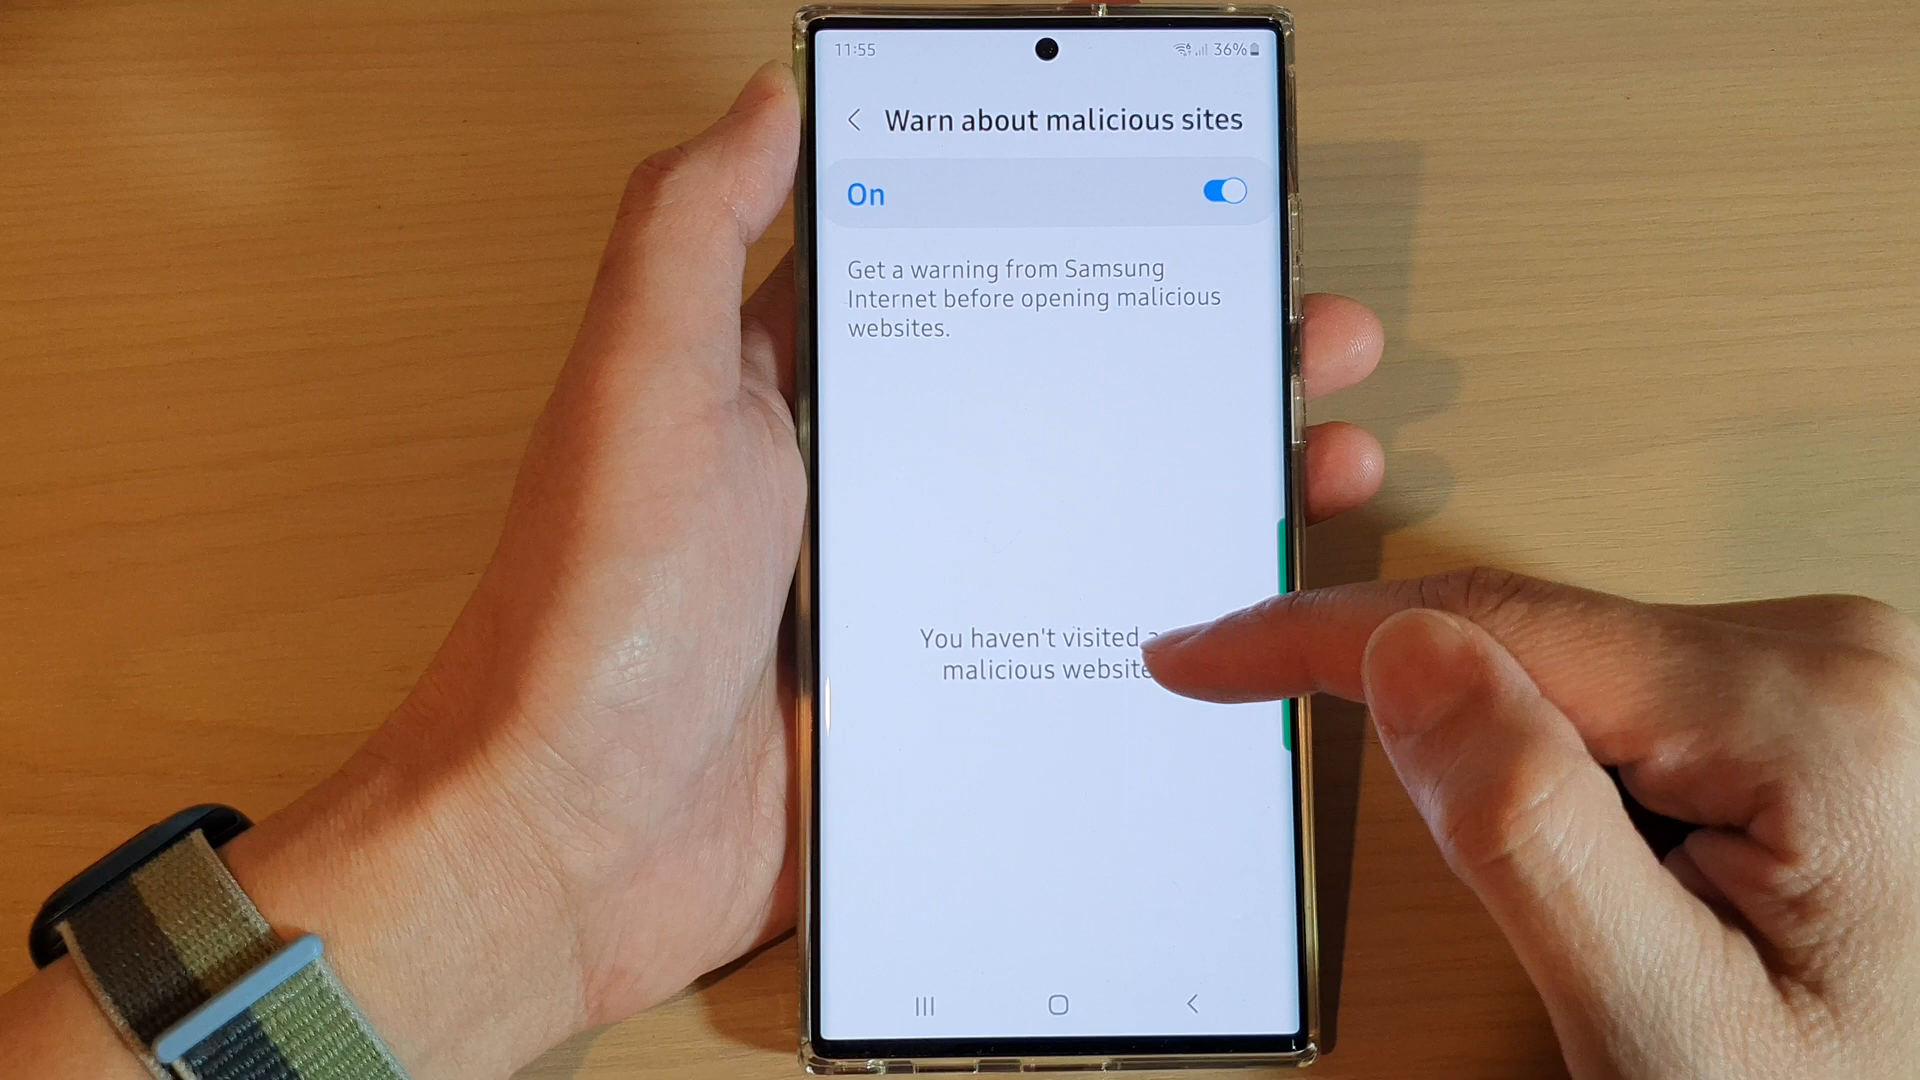 11:55
36%
Warn about malicious sites
On
Get a warning from Samsung
Internet before opening malicious
websites.
You haven't visited
malicious